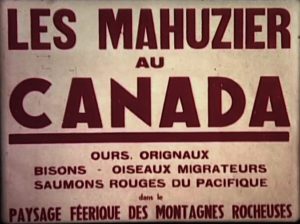 LES MAHUZIER
AU
CANADA
OURS. ORIGNAUX
BISONS - OISEAUX MIGRATEURS
SAUMONS ROUGES DU PACIFIQUE
dans le
PAYSAGE FÉERIQUE DES MONTAGNES ROCHEUSES